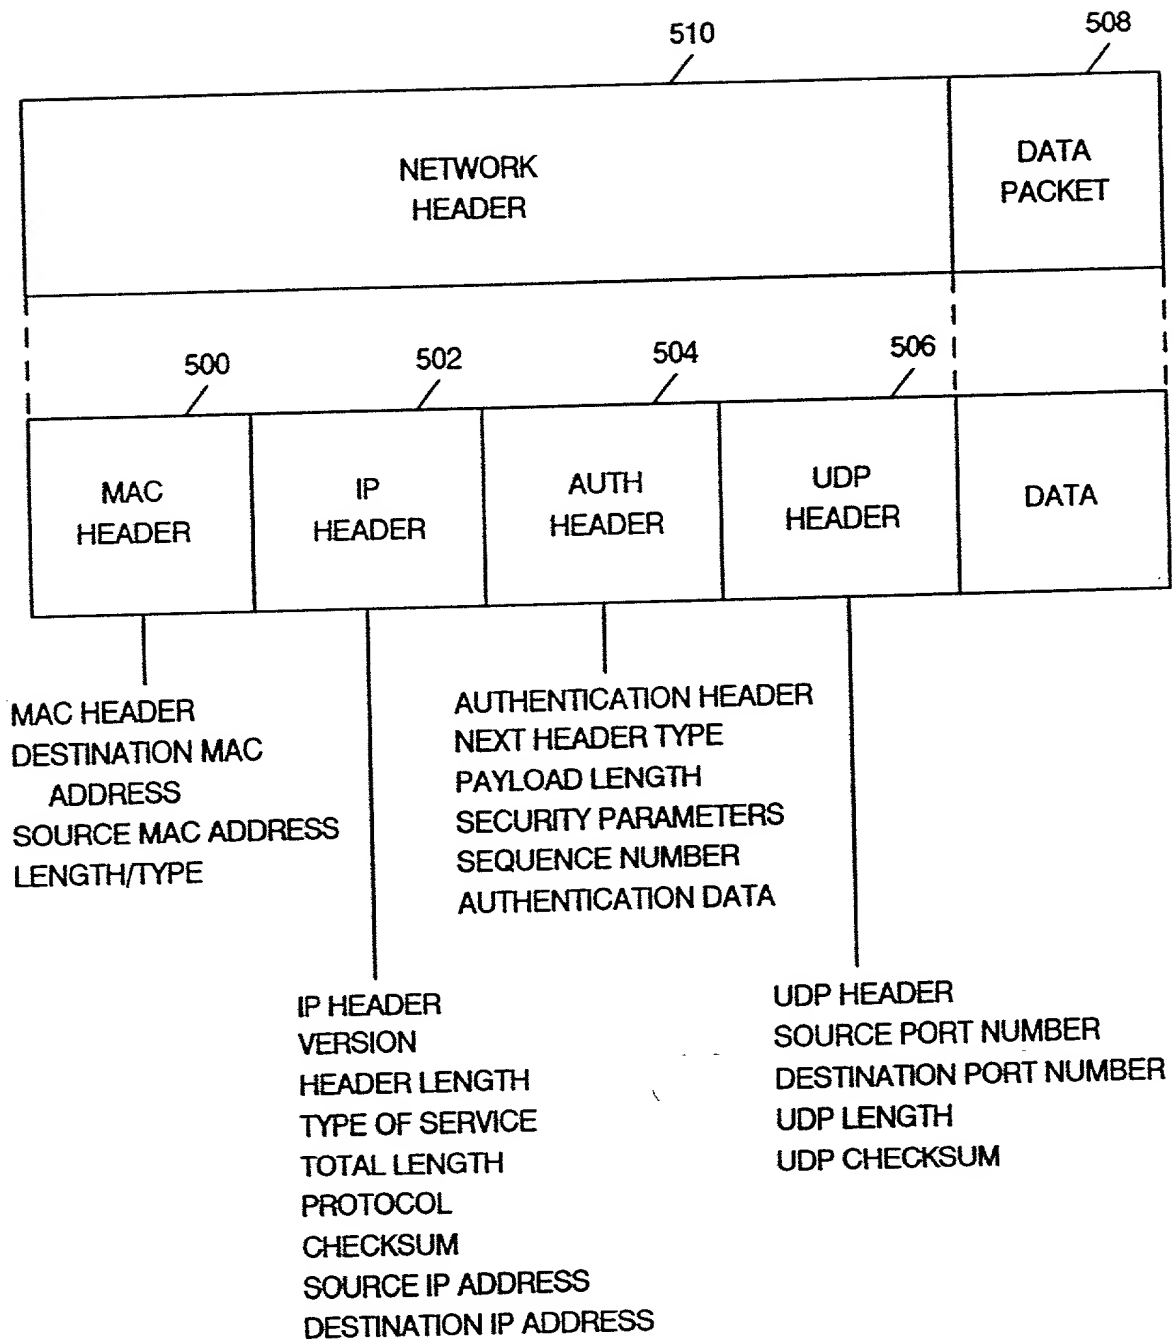 510
508
NETWORK
HEADER
DATA
PACKET
500
502
504
506
MAC
HEADER
IP
HEADER
AUTH
HEADER
UDP
HEADER
DATA
MAC HEADER
DESTINATION MAC
ADDRESS
SOURCE MAC ADDRESS
LENGTH/TYPE
AUTHENTICATION HEADER
NEXT HEADER TYPE
PAYLOAD LENGTH
SECURITY PARAMETERS
SEQUENCE NUMBER
AUTHENTICATION DATA
IP HEADER
VERSION
HEADER LENGTH
TYPE OF SERVICE
TOTAL LENGTH
PROTOCOL
CHECKSUM
SOURCE IP ADDRESS
DESTINATION IP ADDRESS
UDP HEADER
SOURCE PORT NUMBER
DESTINATION PORT NUMBER
UDP LENGTH
UDP CHECKSUM